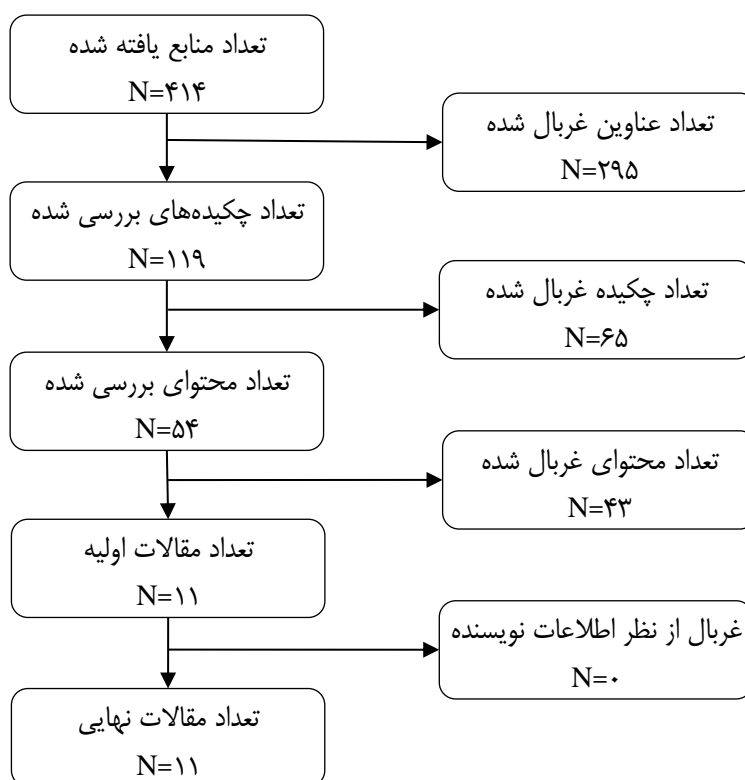 تعداد منابع یافته شده
N=۴۱۴
تعداد عناوین غربال شده
N=۲۹۵
تعداد چکیده‌های بررسی شده
N=۱۱۹
تعداد چکیده غربال شده
N=۶۵
تعداد محتوای بررسی شده
N=۵۴
تعداد محتوای غربال شده
N=۴۳
تعداد مقالات اولیه
N=۱۱
غربال از نظر اطلاعات نویسنده
N=۰
تعداد مقالات نهایی
N=۱۱